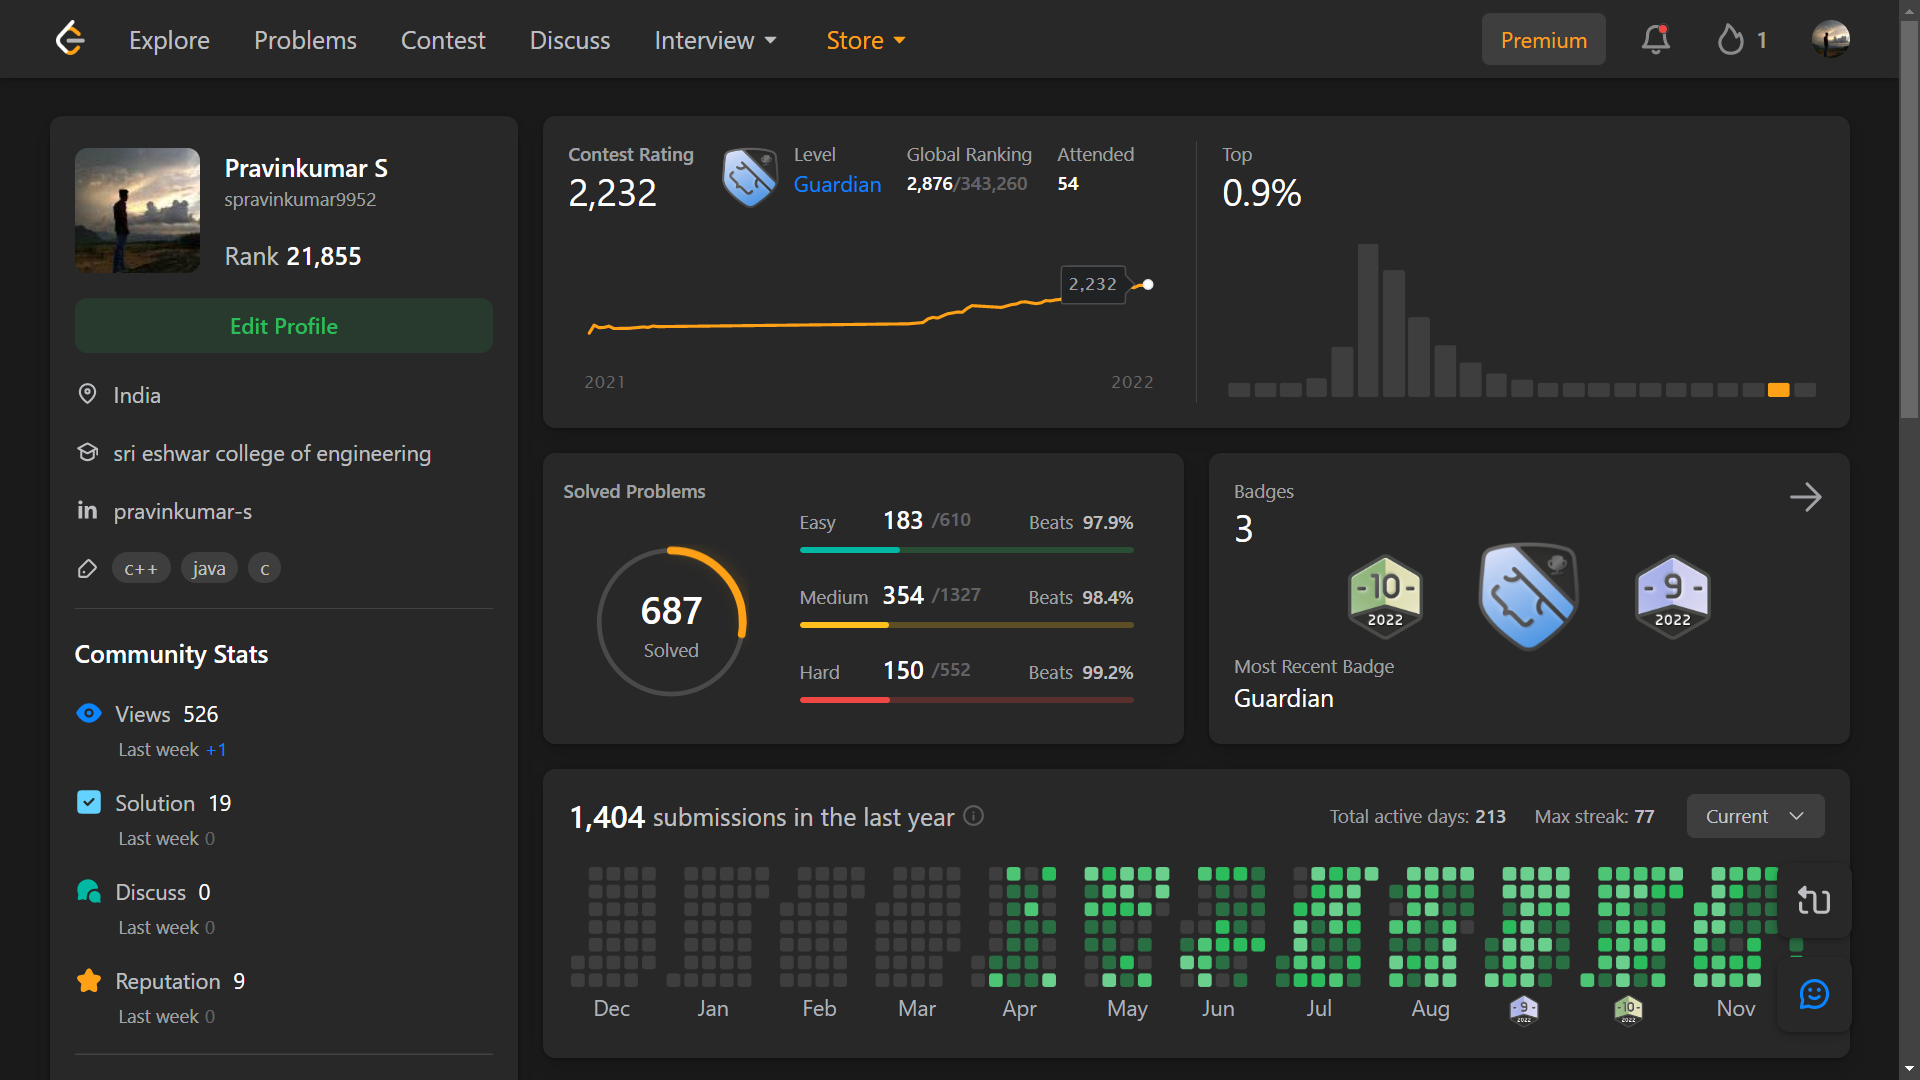 Explore Problems Contest Discuss Interview Store Premium 1
Pravinkumar S
spravinkumar9952
Rank 21,855
Edit Profile
India
sri eshwar college of engineering
in pravinkumar-s
c++ java c
Community Stats
Views 526
Last week +1
Solution 19
Last week 0
Discuss 0
Last week 0
Reputation 9
Last week 0
Contest Rating Level Global Ranking Attended
2,232 Guardian 2,876/343,260 54
2,232
2021 2022
Top
0.9%
Solved Problems
687
Solved
Easy 183 /610 Beats 97.9%
Medium 354 /1327 Beats 98.4%
Hard 150 /552 Beats 99.2%
Badges
3
-10-
2022
-9-
2022
Most Recent Badge
Guardian
1,404 submissions in the last year Total active days: 213 Max streak: 77 Current
Dec Jan Feb Mar Apr May Jun Jul Aug -9- 2022 -10- 2022 Nov